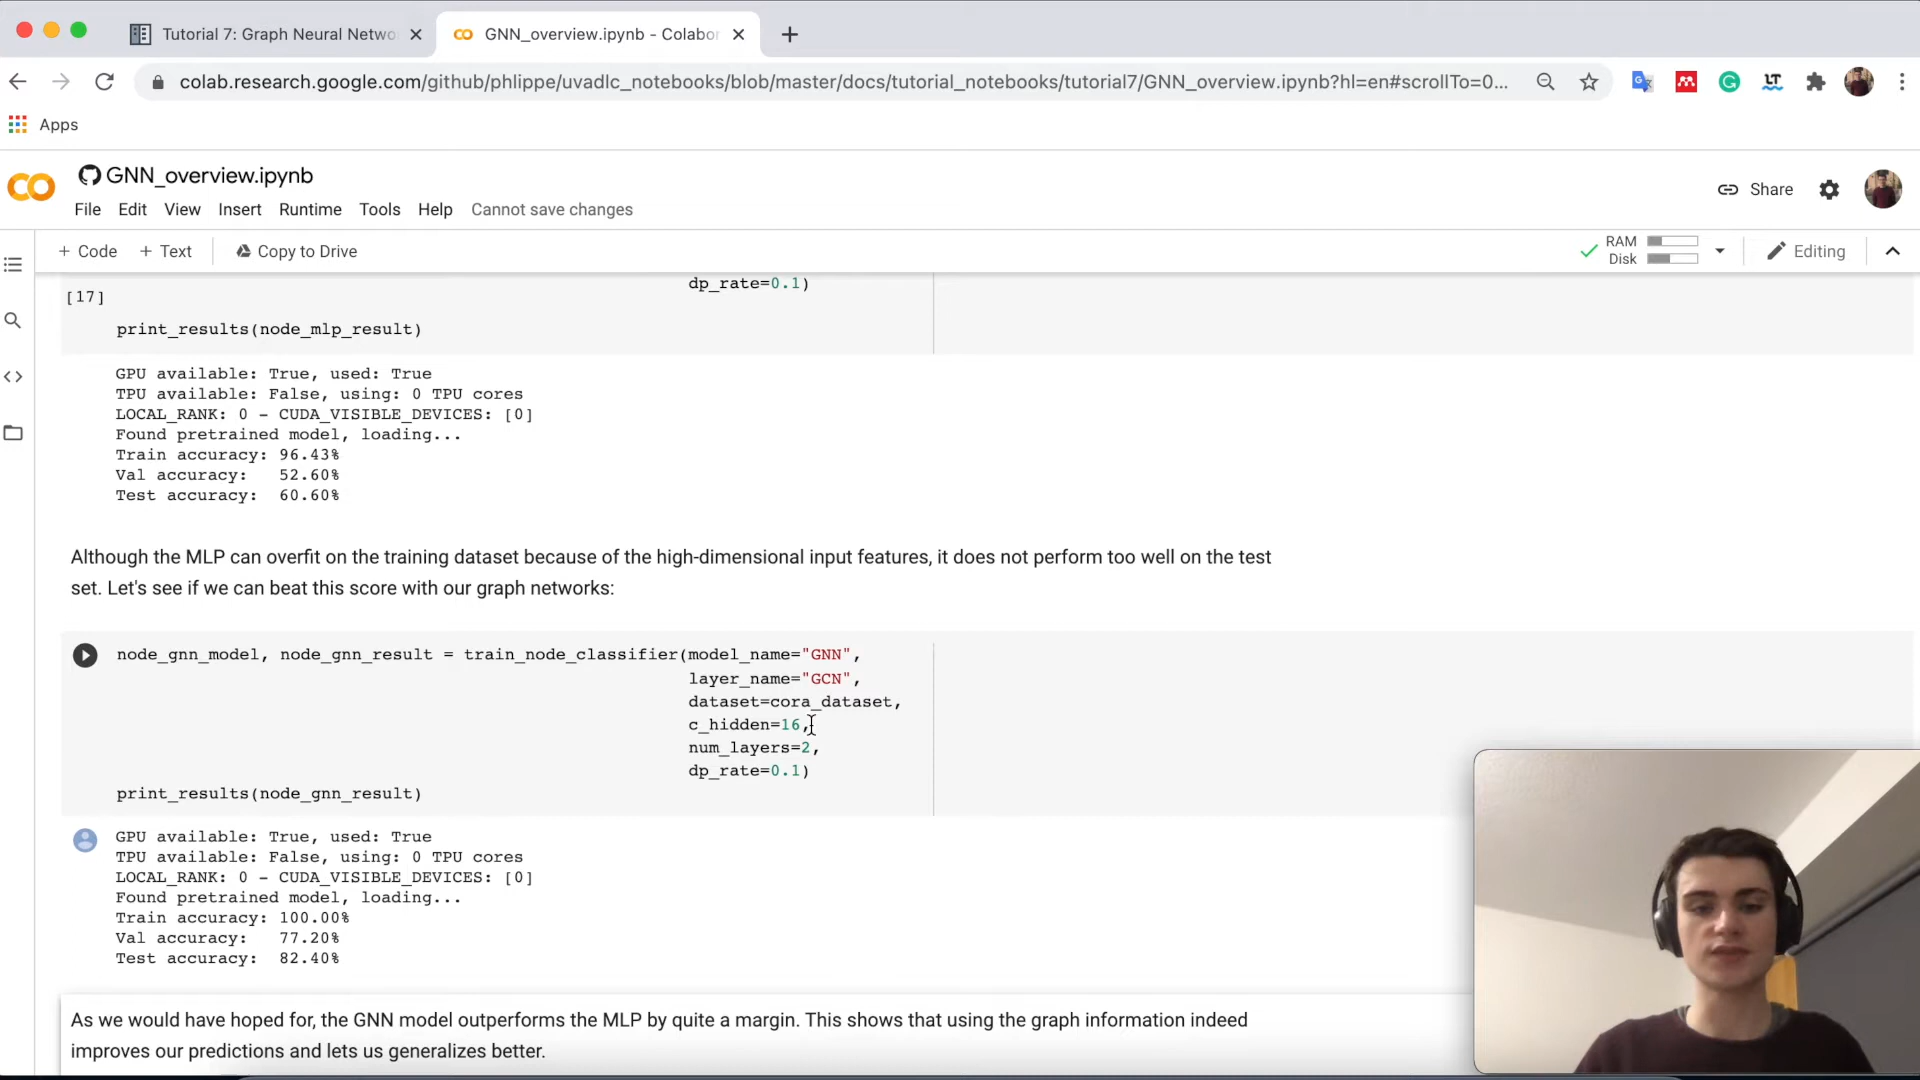 Tutorial 7: Graph Neural Netwo
GNN_overview.ipynb - Colabor
colab.research.google.com/github/phlippe/uvadlc_notebooks/blob/master/docs/tutorial_notebooks/tutorial7/GNN_overview.ipynb?hl=en#scrollTo=0...
Apps
GNN_overview.ipynb
Share
File Edit View Insert Runtime Tools Help Cannot save changes
+ Code + Text Copy to Drive
RAM
Disk
Editing
dp_rate=0.1)
[17]
print_results(node_mlp_result)
GPU available: True, used: True
TPU available: False, using: 0 TPU cores
LOCAL_RANK: 0 - CUDA_VISIBLE_DEVICES: [0]
Found pretrained model, loading...
Train accuracy: 96.43%
Val accuracy: 52.60%
Test accuracy: 60.60%
Although the MLP can overfit on the training dataset because of the high-dimensional input features, it does not perform too well on the test
set. Let's see if we can beat this score with our graph networks:
node_gnn_model, node_gnn_result = train_node_classifier(model_name="GNN",
layer_name="GCN",
dataset=cora_dataset,
c_hidden=16,
num_layers=2,
dp_rate=0.1)
print_results(node_gnn_result)
GPU available: True, used: True
TPU available: False, using: 0 TPU cores
LOCAL_RANK: 0 - CUDA_VISIBLE_DEVICES: [0]
Found pretrained model, loading...
Train accuracy: 100.00%
Val accuracy: 77.20%
Test accuracy: 82.40%
As we would have hoped for, the GNN model outperforms the MLP by quite a margin. This shows that using the graph information indeed
improves our predictions and lets us generalizes better.